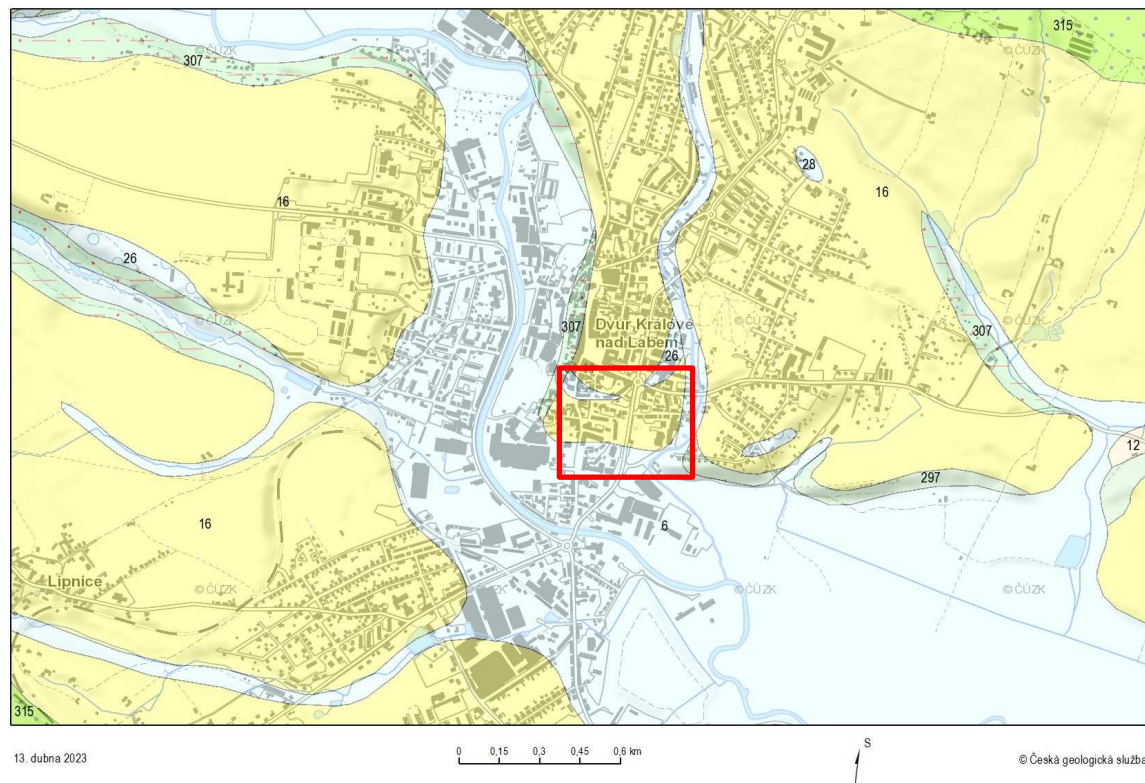 315
© ČÚZK
© ČÚZK
© ČÚZK
307
28
16
16
26
© ČÚZK
307
Dvůr Králové
nad Labem
© ČÚZK
307
26
12
297
16
6
Lipnice
© ČÚZK
© ČÚZK
© ČÚZK
315
13. dubna 2023
0 0,15 0,3 0,45 0,6 km
S
© Česká geologická služba